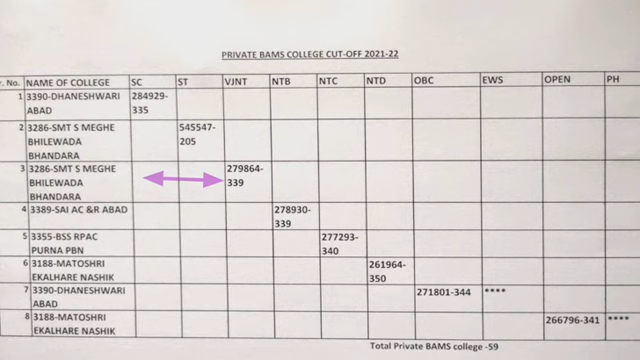 PRIVATE BAMS COLLEGE CUT-OFF 2021-22
. No. NAME OF COLLEGE SC ST VJNT NTB NTC NTD OBC EWS OPEN PH
1 3390-DHANESHWARI 284929-
ABAD 335
2 3286-SMT S MEGHE 545547-
BHILEWADA 205
BHANDARA
3 3286-SMT S MEGHE 279864-
BHILEWADA 339
BHANDARA
4 3389-SAI AC &R ABAD 278930-
339
5 3355-BSS RPAC 277293-
PURNA PBN 340
6 3188-MATOSHRI 261964-
EKALHARE NASHIK 350
7 3390-DHANESHWARI 271801-344 ****
ABAD
8 3188-MATOSHRI 266796-341 ****
EKALHARE NASHIK
Total Private BAMS college -59